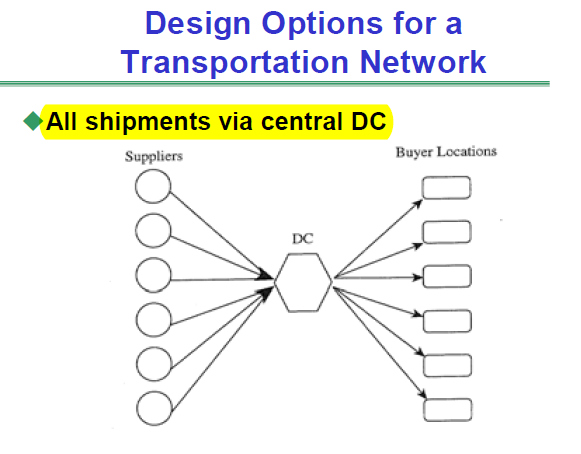 Design Options for a
Transportation Network
All shipments via central DC
Suppliers
Buyer Locations
DC